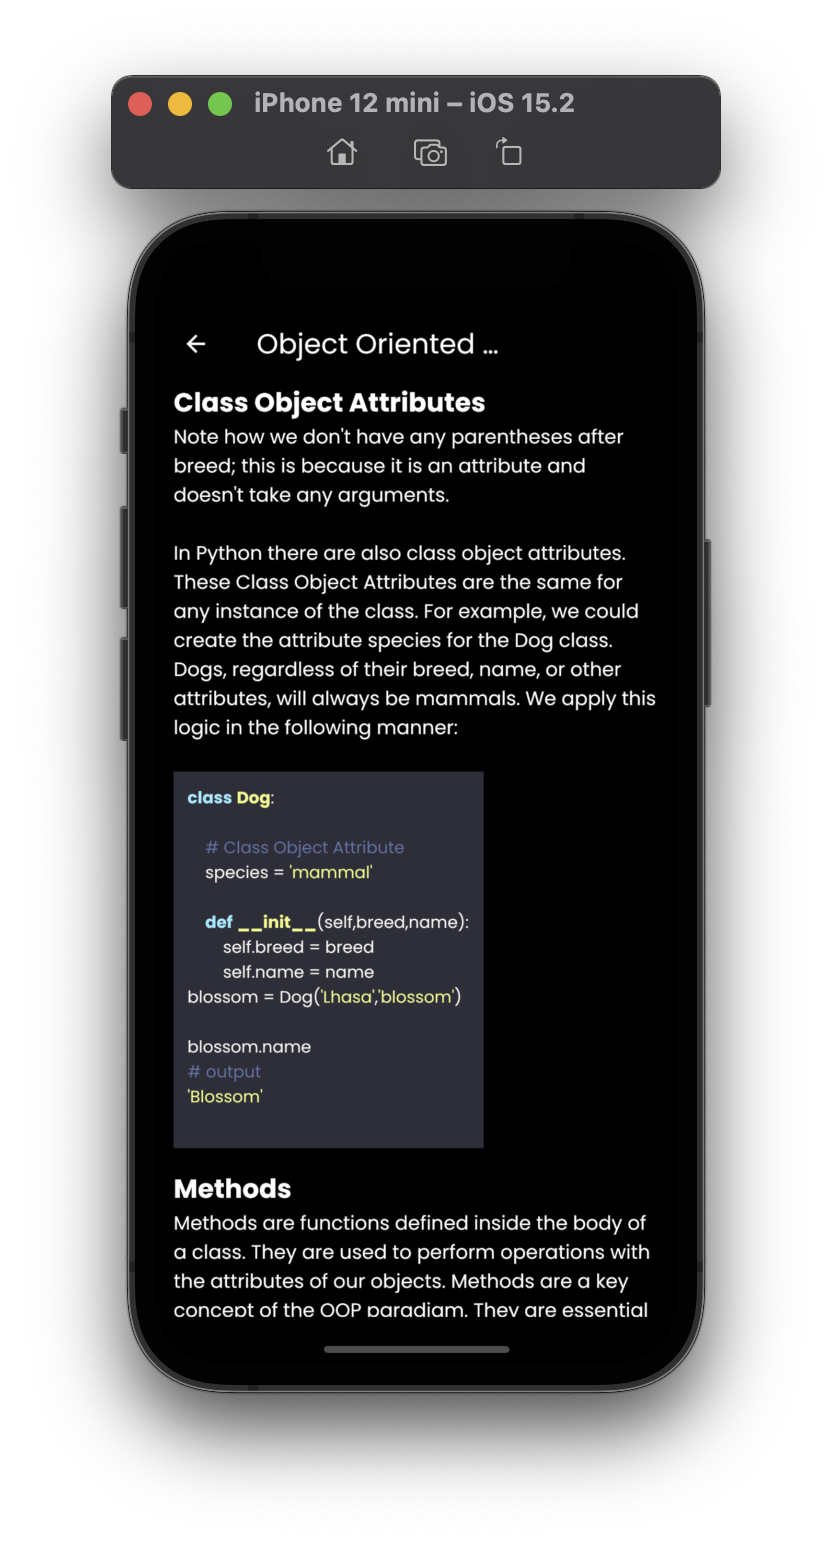 iPhone 12 mini – iOS 15.2
Object Oriented ...
Class Object Attributes
Note how we don't have any parentheses after
breed; this is because it is an attribute and
doesn't take any arguments.
In Python there are also class object attributes.
These Class Object Attributes are the same for
any instance of the class. For example, we could
create the attribute species for the Dog class.
Dogs, regardless of their breed, name, or other
attributes, will always be mammals. We apply this
logic in the following manner:
class Dog:
# Class Object Attribute
species = 'mammal'
def __init__(self,breed,name):
self.breed = breed
self.name = name
blossom = Dog('Lhasa','blossom')
blossom.name
# output
'Blossom'
Methods
Methods are functions defined inside the body of
a class. They are used to perform operations with
the attributes of our objects. Methods are a key
concept of the OOP paradigm. They are essential